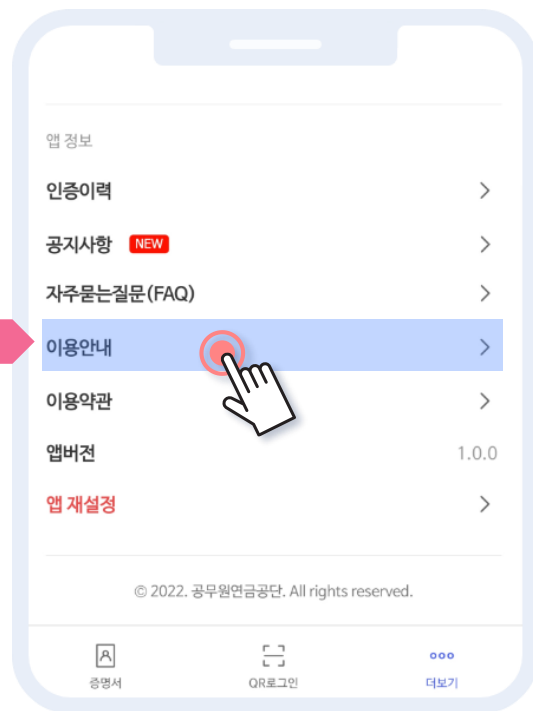 앱 정보
인증이력
공지사항 NEW
자주묻는질문(FAQ)
이용안내
이용약관
앱버전 1.0.0
앱 재설정
© 2022. 공무원연금공단. All rights reserved.
증명서 QR로그인 더보기